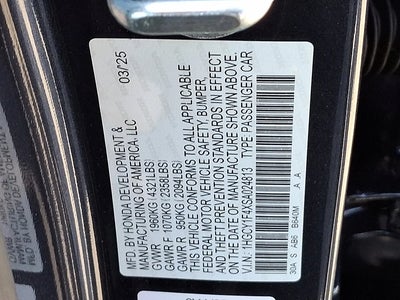 MFD. BY HONDA DEVELOPMENT & 03/25
MANUFACTURING OF AMERICA, LLC
GVWR 1960KG (4321LBS)
GAWR F 1070KG (2358LBS)
GAWR R 950KG (2094LBS)
THIS VEHICLE CONFORMS TO ALL APPLICABLE
FEDERAL MOTOR VEHICLE SAFETY, BUMPER,
AND THEFT PREVENTION STANDARDS IN EFFECT
ON THE DATE OF MANUFACTURE SHOWN ABOVE.
V.I.N.: 1HGCY1F4XSA024813 TYPE: PASSENGER CAR
30A S 6B6 B640M A A